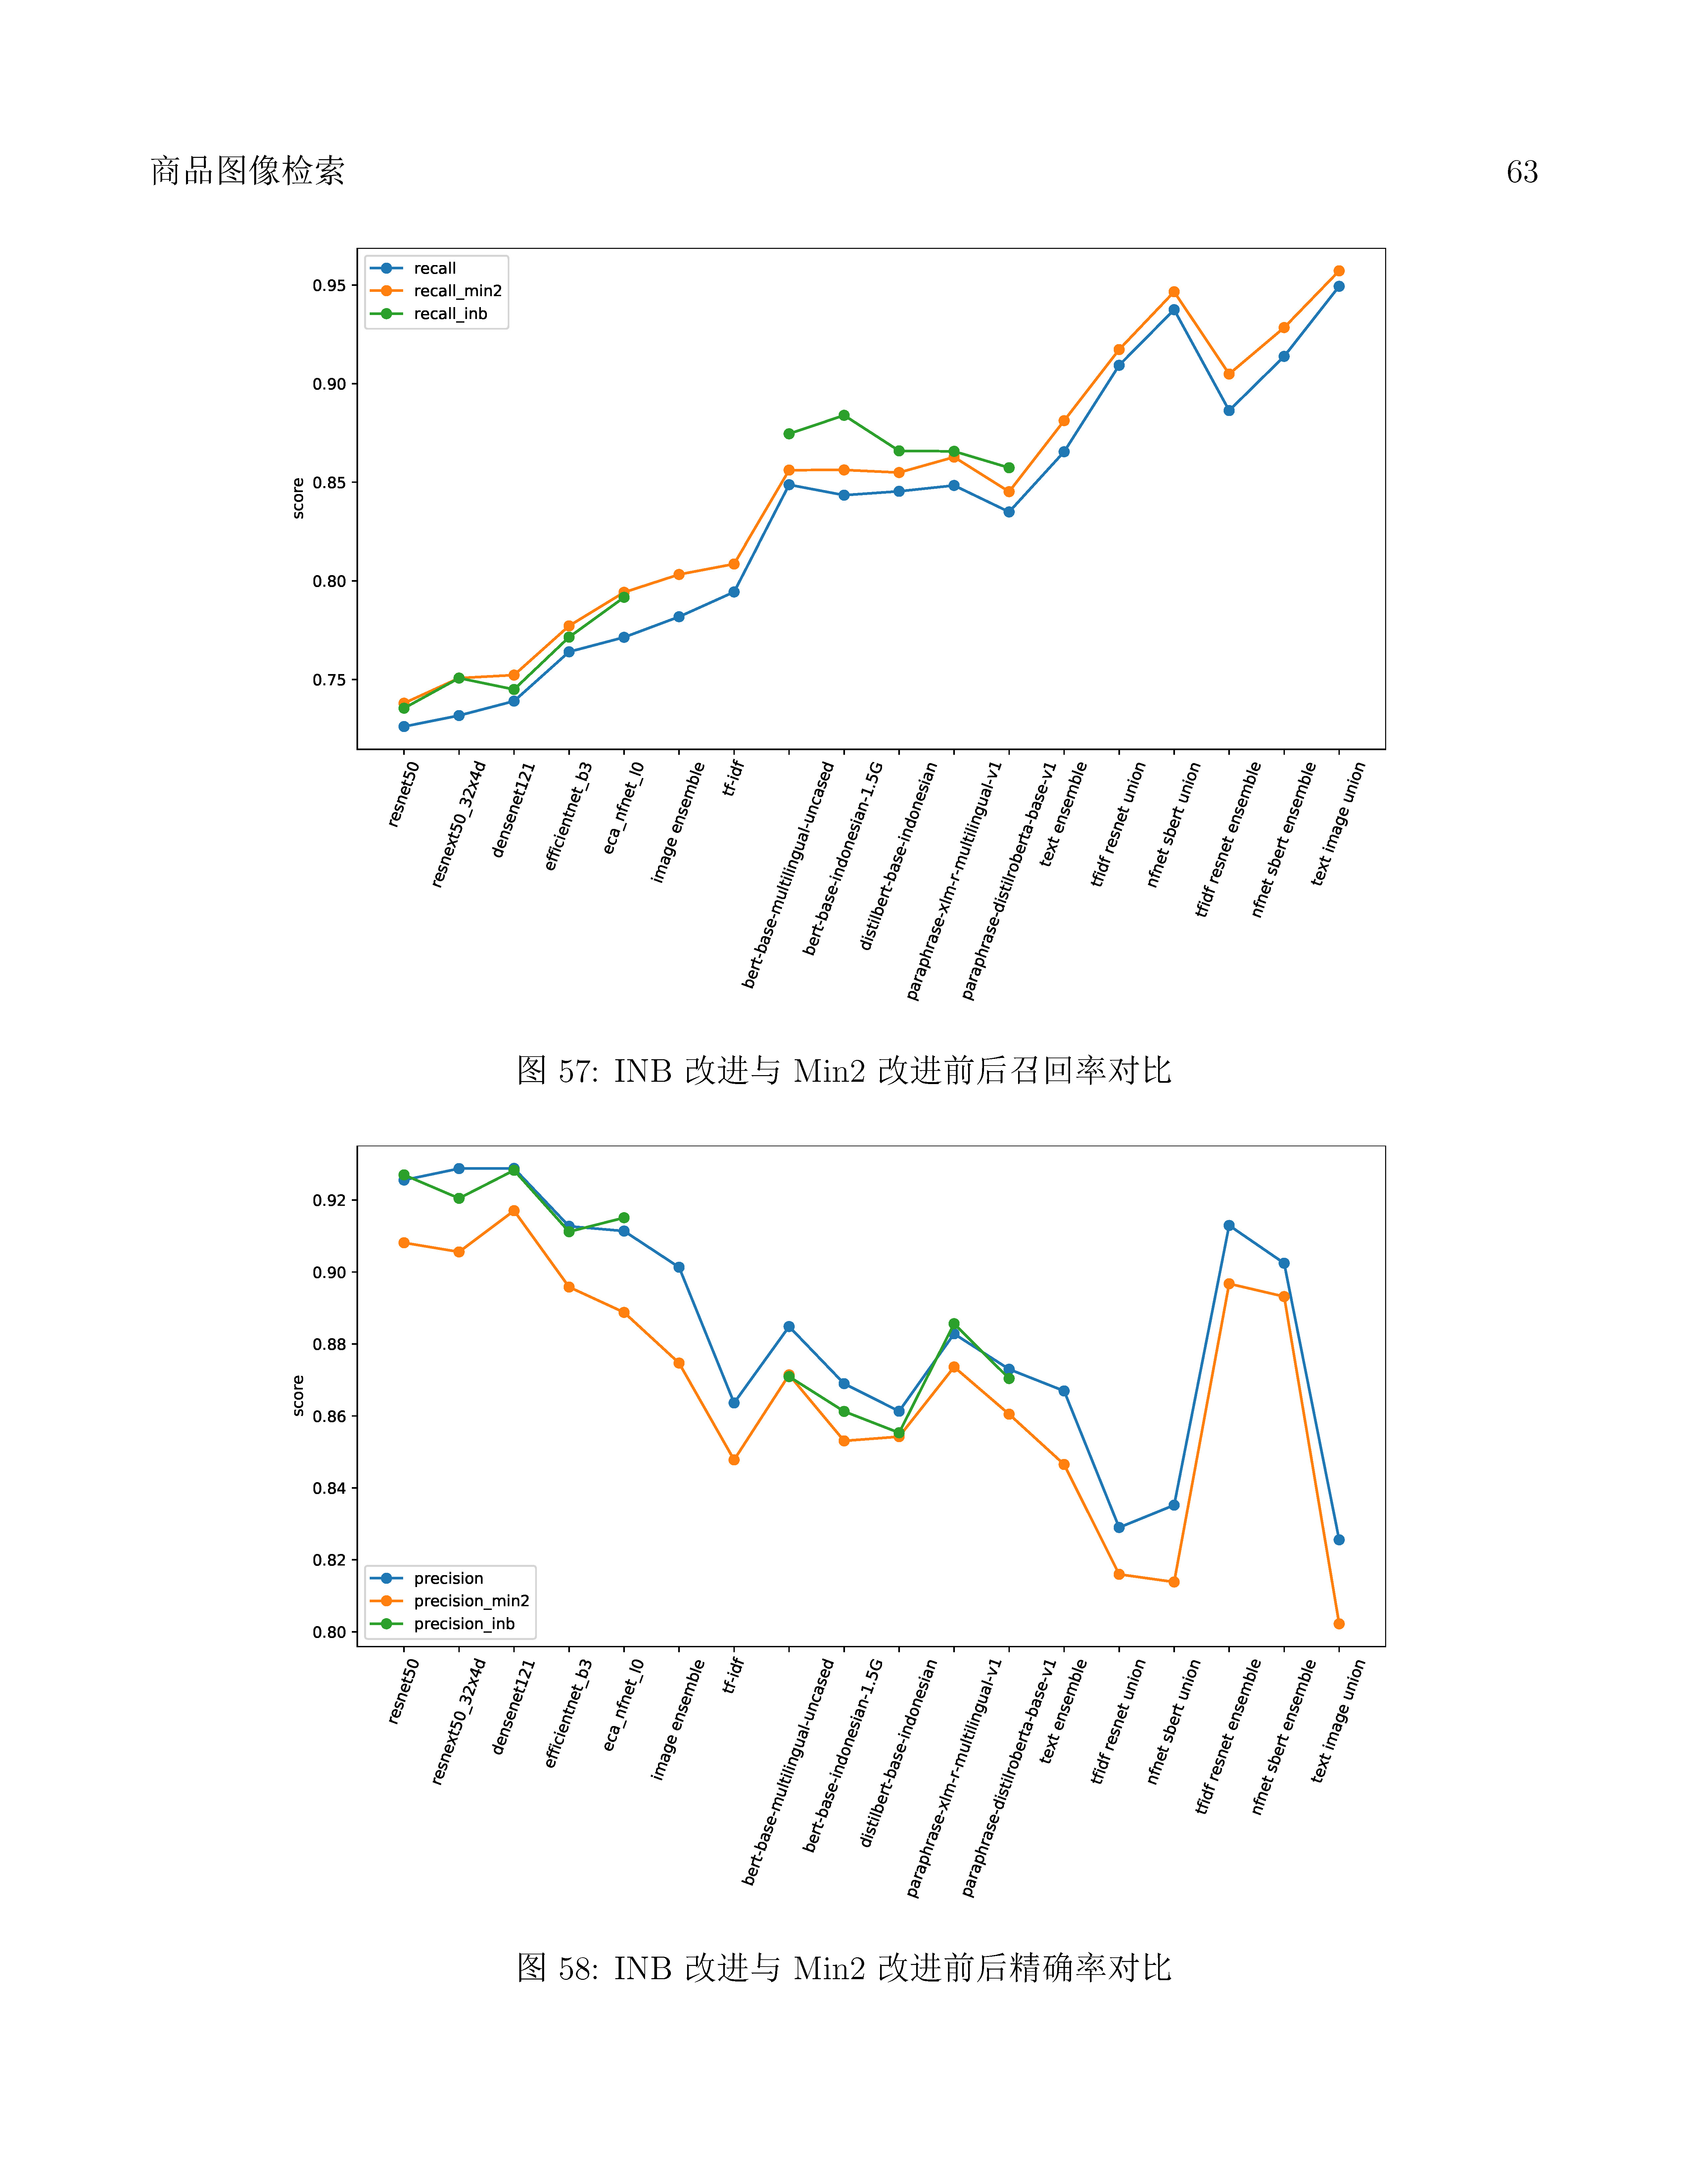 商品图像检索 63
recall
recall_min2
recall_inb
0.95
0.90
0.85
0.80
0.75
score
resnet50
resnext50_32x4d
densenet121
efficientnet_b3
eca_nfnet_l0
image ensemble
tf-idf
bert-base-multilingual-uncased
bert-base-indonesian-1.5G
distilbert-base-indonesian
paraphrase-xlm-r-multilingual-v1
paraphrase-distilroberta-base-v1
text ensemble
tfidf resnet union
nfnet sbert union
tfidf resnet ensemble
nfnet sbert ensemble
text image union
图 57: INB 改进与 Min2 改进前后召回率对比
0.92
0.90
0.88
0.86
0.84
0.82
0.80
score
precision
precision_min2
precision_inb
resnet50
resnext50_32x4d
densenet121
efficientnet_b3
eca_nfnet_l0
image ensemble
tf-idf
bert-base-multilingual-uncased
bert-base-indonesian-1.5G
distilbert-base-indonesian
paraphrase-xlm-r-multilingual-v1
paraphrase-distilroberta-base-v1
text ensemble
tfidf resnet union
nfnet sbert union
tfidf resnet ensemble
nfnet sbert ensemble
text image union
图 58: INB 改进与 Min2 改进前后精确率对比